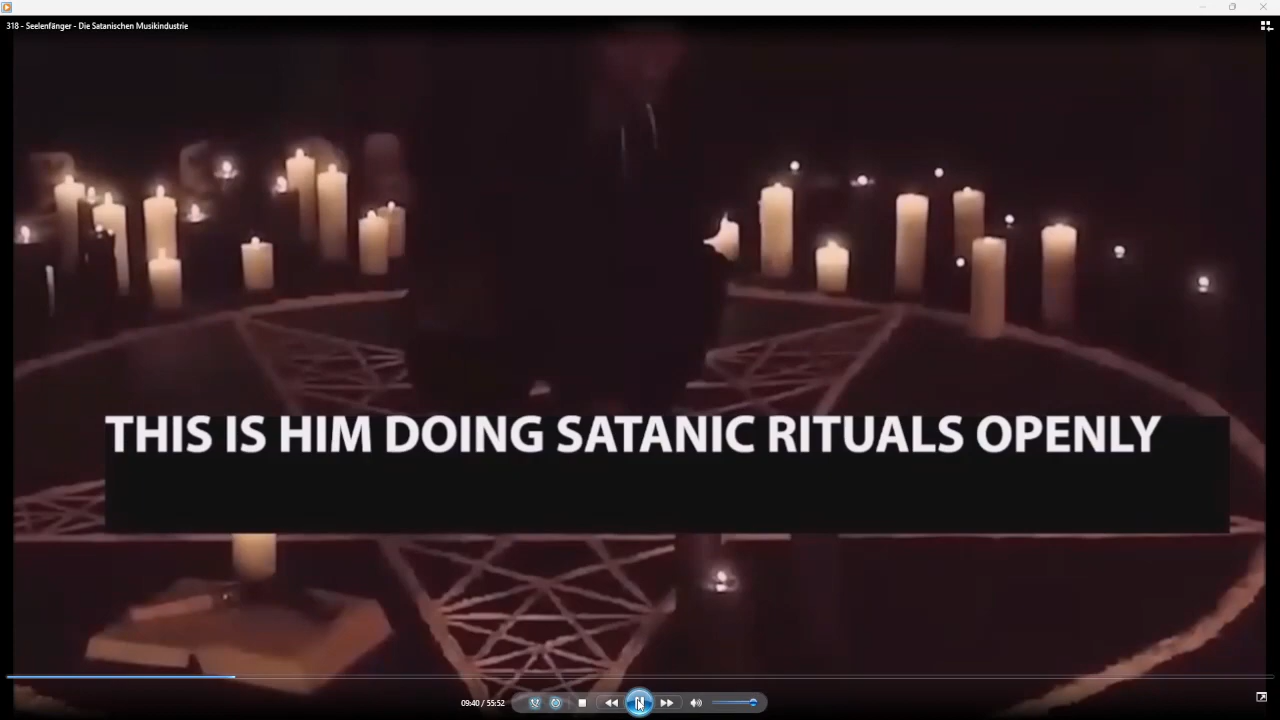 318 - Seelenfänger - Die Satanischen Musikindustrie
THIS IS HIM DOING SATANIC RITUALS OPENLY
09:40 / 55:52